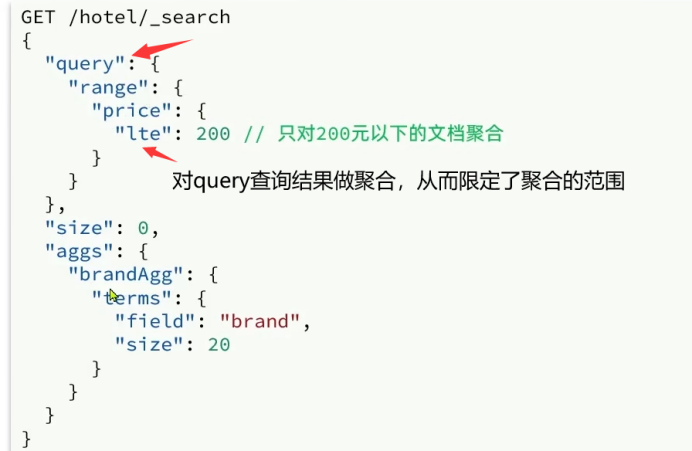 GET /hotel/_search
{
"query": {
"range": {
"price": {
"lte": 200 // 只对200元以下的文档聚合
}
}
对query查询结果做聚合，从而限定了聚合的范围
},
"size": 0,
"aggs": {
"brandAgg": {
"terms": {
"field": "brand",
"size": 20
}
}
}
}